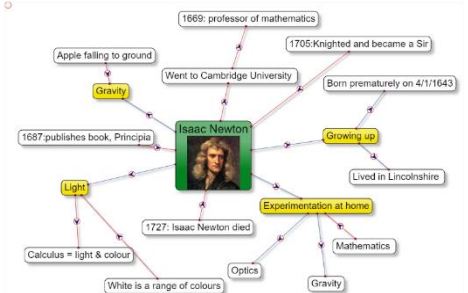 1669: professor of mathematics
1705:Knighted and became a Sir
Apple falling to ground
Went to Cambridge University
Born prematurely on 4/1/1643
Gravity
Isaac Newton
1687:publishes book, Principia
Growing up
Light
Lived in Lincolnshire
Experimentation at home
1727: Isaac Newton died
Mathematics
Calculus = light & colour
Optics
White is a range of colours
Gravity